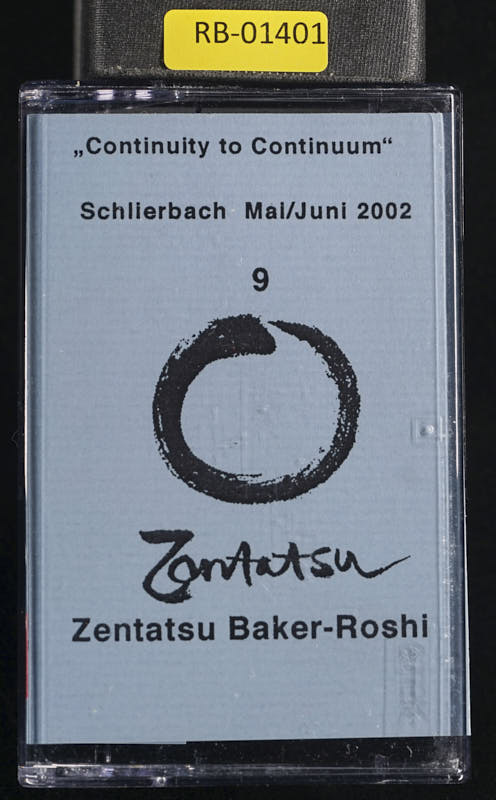 RB-01401
„Continuity to Continuum“
Schlierbach Mai/Juni 2002
9
Zentatsu
Zentatsu Baker-Roshi